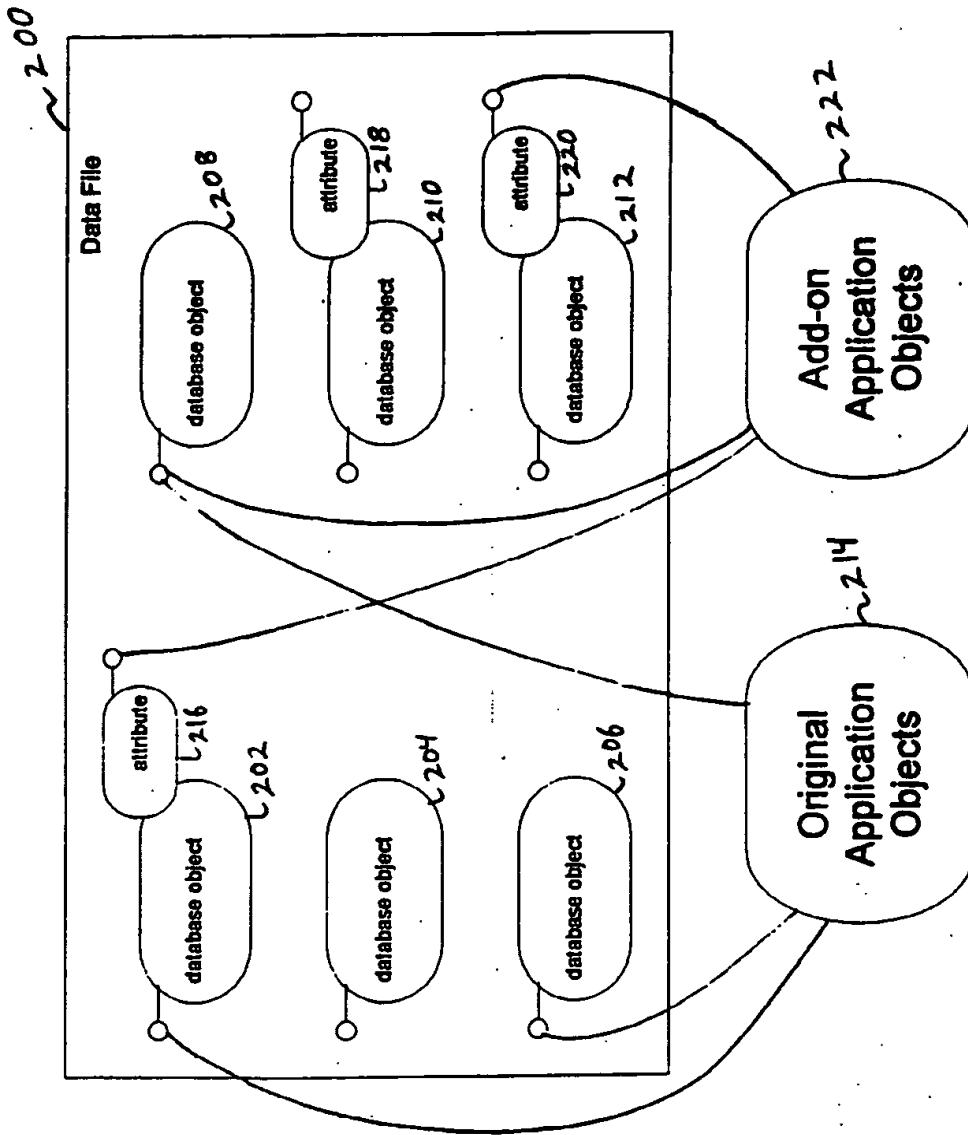 200
Data File
attribute
216
database object
202
database object
208
attribute
218
database object
204
database object
210
attribute
220
database object
206
database object
212
Original
Application
Objects
214
Add-on
Application
Objects
222